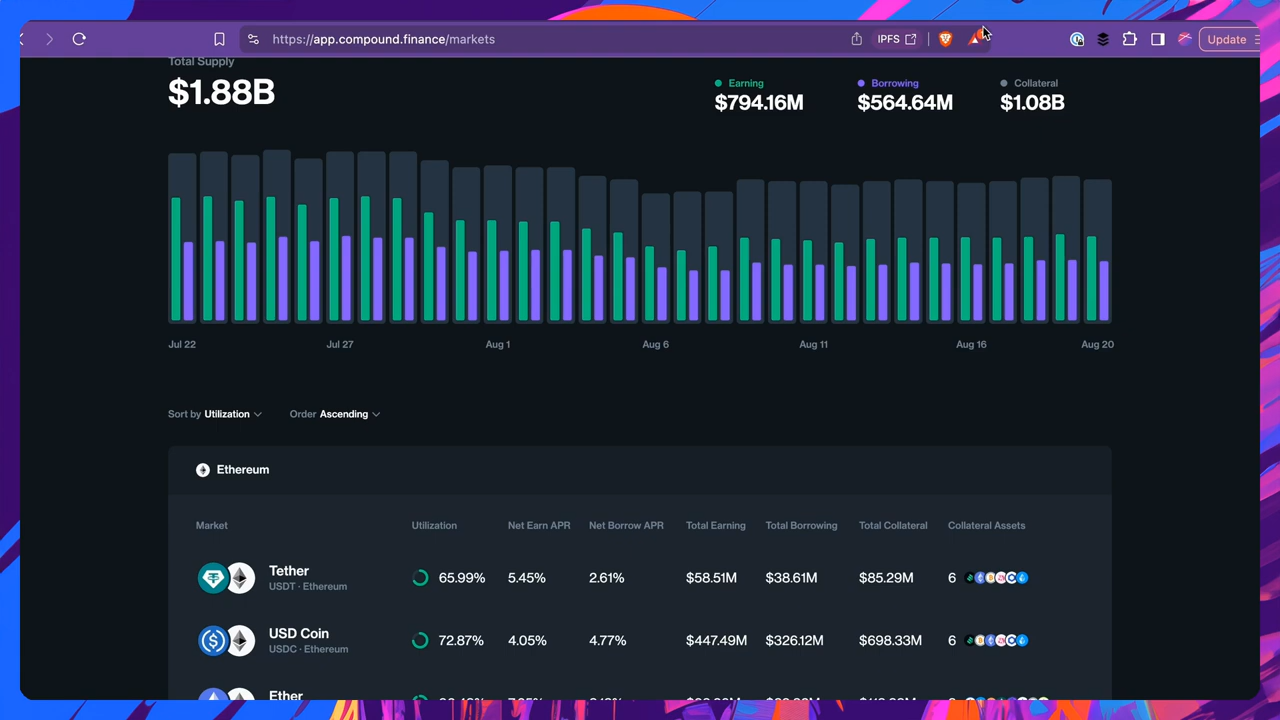 https://app.compound.finance/markets
IPFS
Update
Total Supply
$1.88B
Earning
$794.16M
Borrowing
$564.64M
Collateral
$1.08B
Jul 22
Jul 27
Aug 1
Aug 6
Aug 11
Aug 16
Aug 20
Sort by Utilization
Order Ascending
Ethereum
Market
Utilization
Net Earn APR
Net Borrow APR
Total Earning
Total Borrowing
Total Collateral
Collateral Assets
Tether
USDT · Ethereum
65.99%
5.45%
2.61%
$58.51M
$38.61M
$85.29M
6
USD Coin
USDC · Ethereum
72.87%
4.05%
4.77%
$447.49M
$326.12M
$698.33M
6
Ether